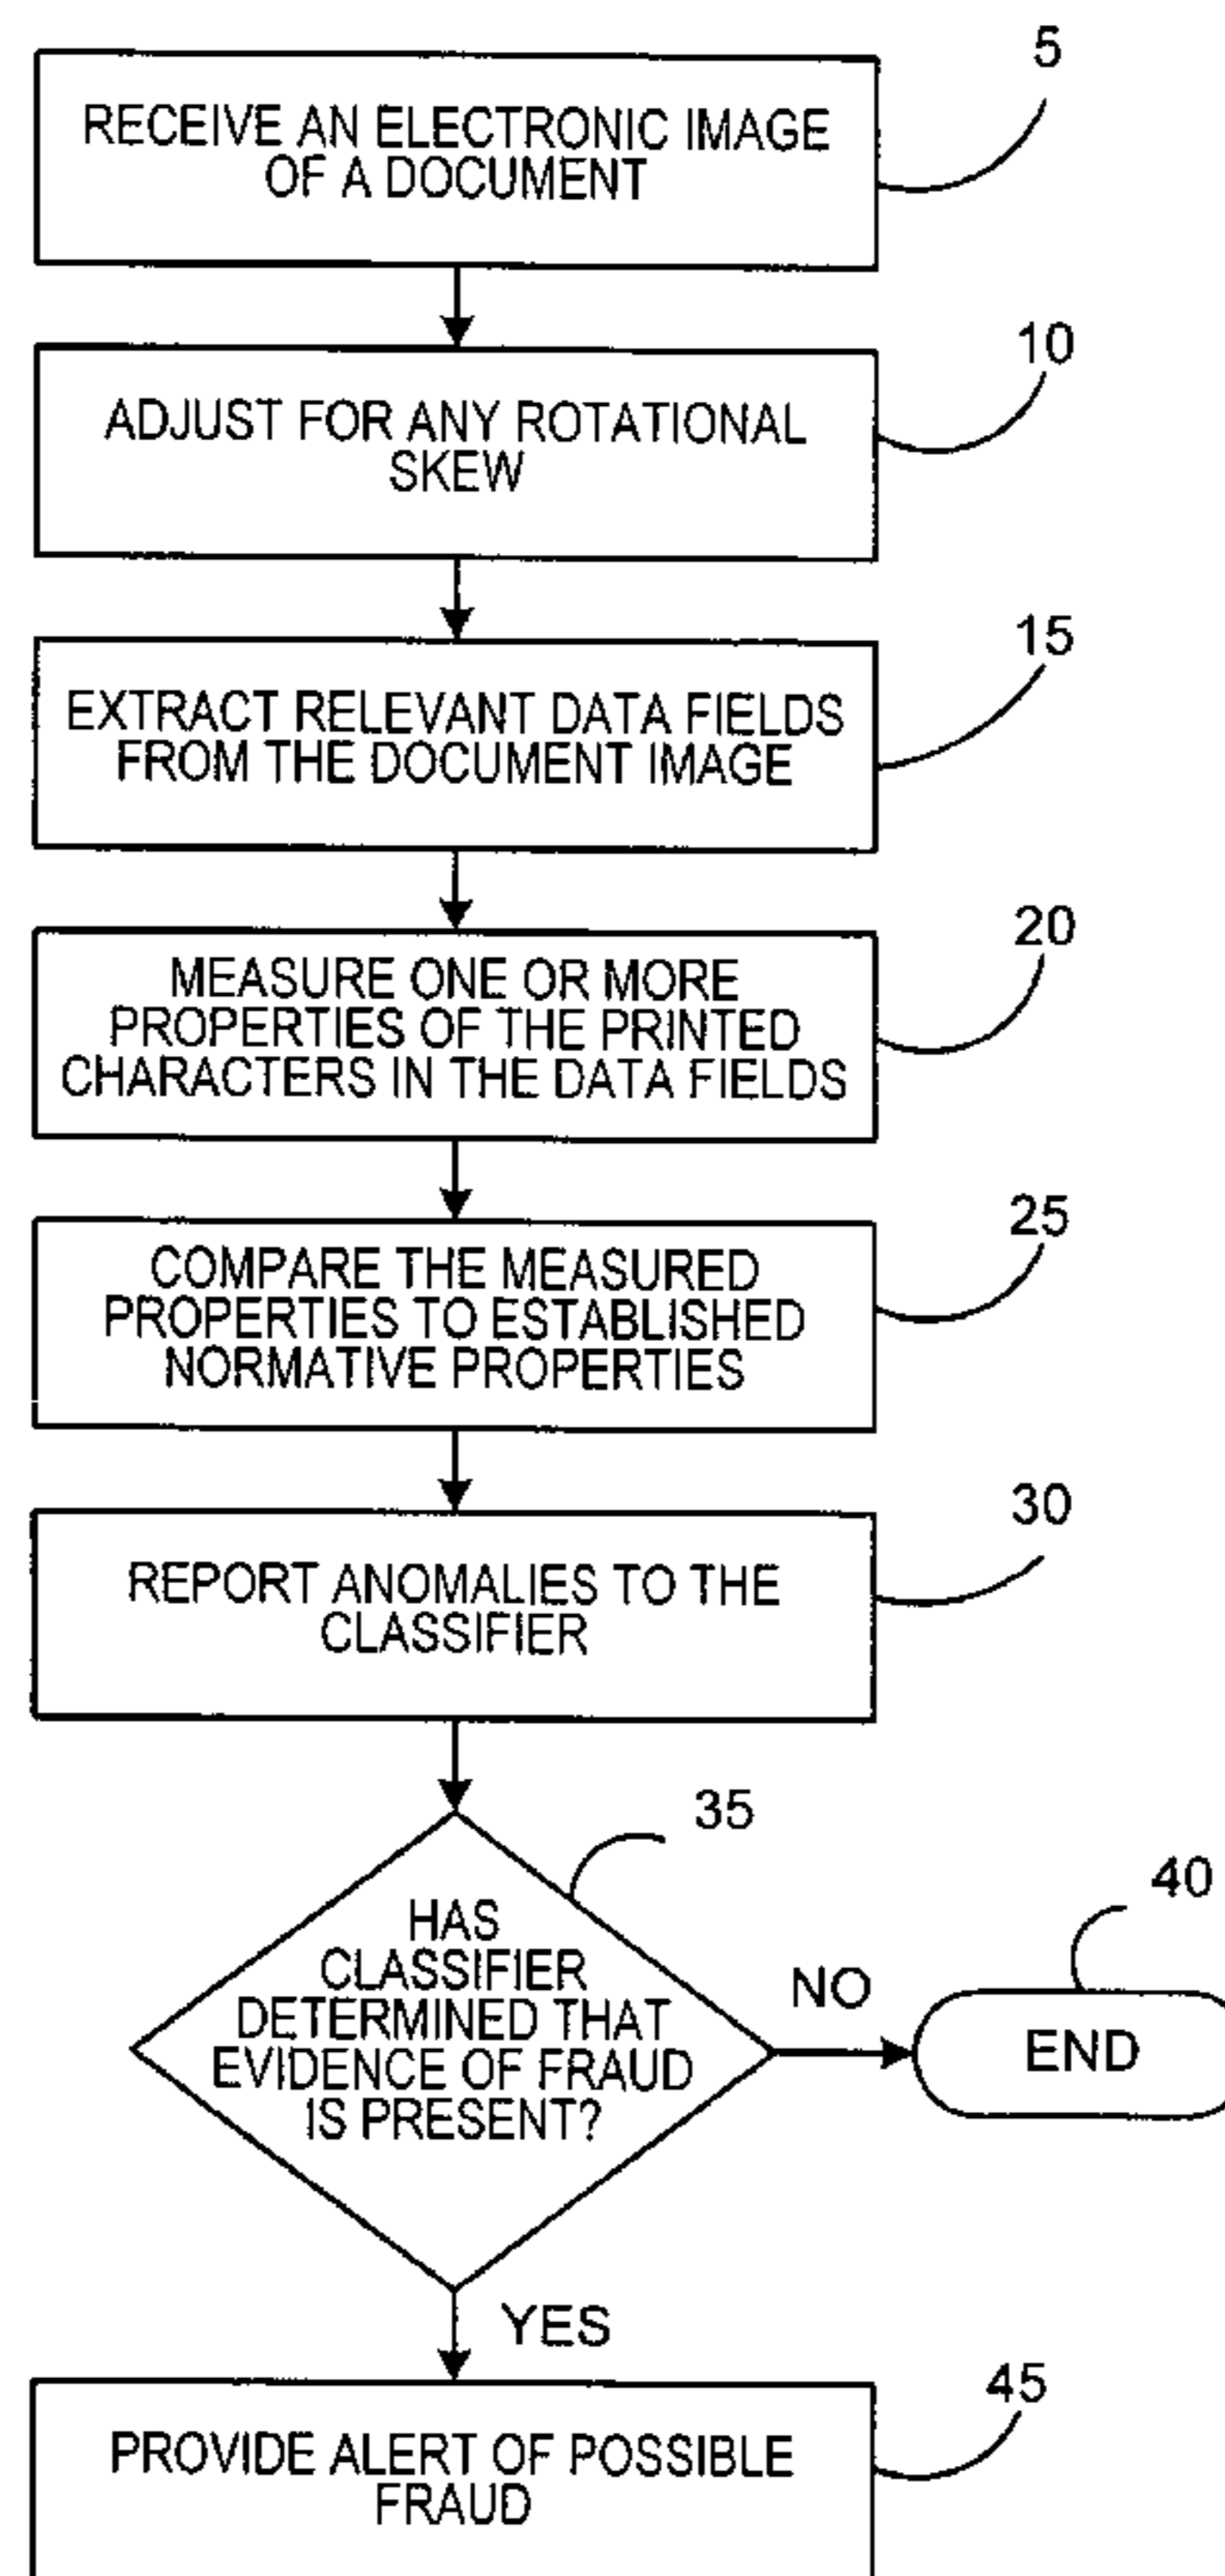 5
RECEIVE AN ELECTRONIC IMAGE
OF A DOCUMENT
10
ADJUST FOR ANY ROTATIONAL
SKEW
15
EXTRACT RELEVANT DATA FIELDS
FROM THE DOCUMENT IMAGE
20
MEASURE ONE OR MORE
PROPERTIES OF THE PRINTED
CHARACTERS IN THE DATA FIELDS
25
COMPARE THE MEASURED
PROPERTIES TO ESTABLISHED
NORMATIVE PROPERTIES
30
REPORT ANOMALIES TO THE
CLASSIFIER
35
HAS
CLASSIFIER
DETERMINED THAT
EVIDENCE OF FRAUD
IS PRESENT?
40
NO
END
YES
45
PROVIDE ALERT OF POSSIBLE
FRAUD